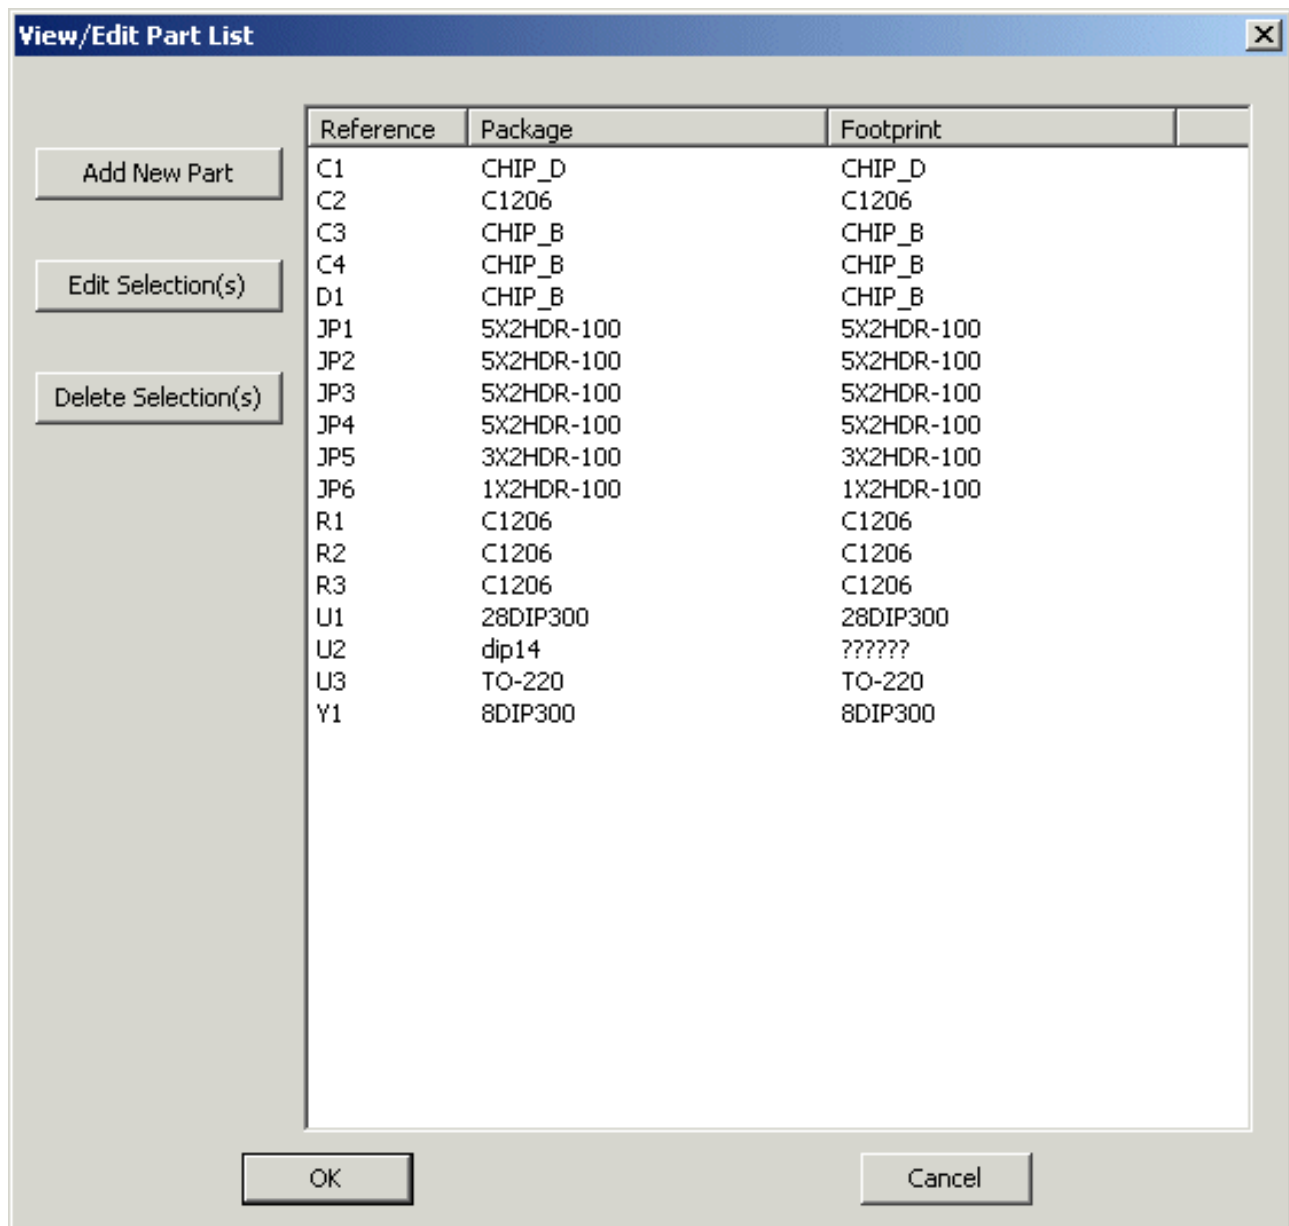 View/Edit Part List
Reference Package Footprint
Add New Part
Edit Selection(s)
Delete Selection(s)
C1 CHIP_D CHIP_D
C2 C1206 C1206
C3 CHIP_B CHIP_B
C4 CHIP_B CHIP_B
D1 CHIP_B CHIP_B
JP1 5X2HDR-100 5X2HDR-100
JP2 5X2HDR-100 5X2HDR-100
JP3 5X2HDR-100 5X2HDR-100
JP4 5X2HDR-100 5X2HDR-100
JP5 3X2HDR-100 3X2HDR-100
JP6 1X2HDR-100 1X2HDR-100
R1 C1206 C1206
R2 C1206 C1206
R3 C1206 C1206
U1 28DIP300 28DIP300
U2 dip14 ??????
U3 TO-220 TO-220
Y1 8DIP300 8DIP300
OK Cancel